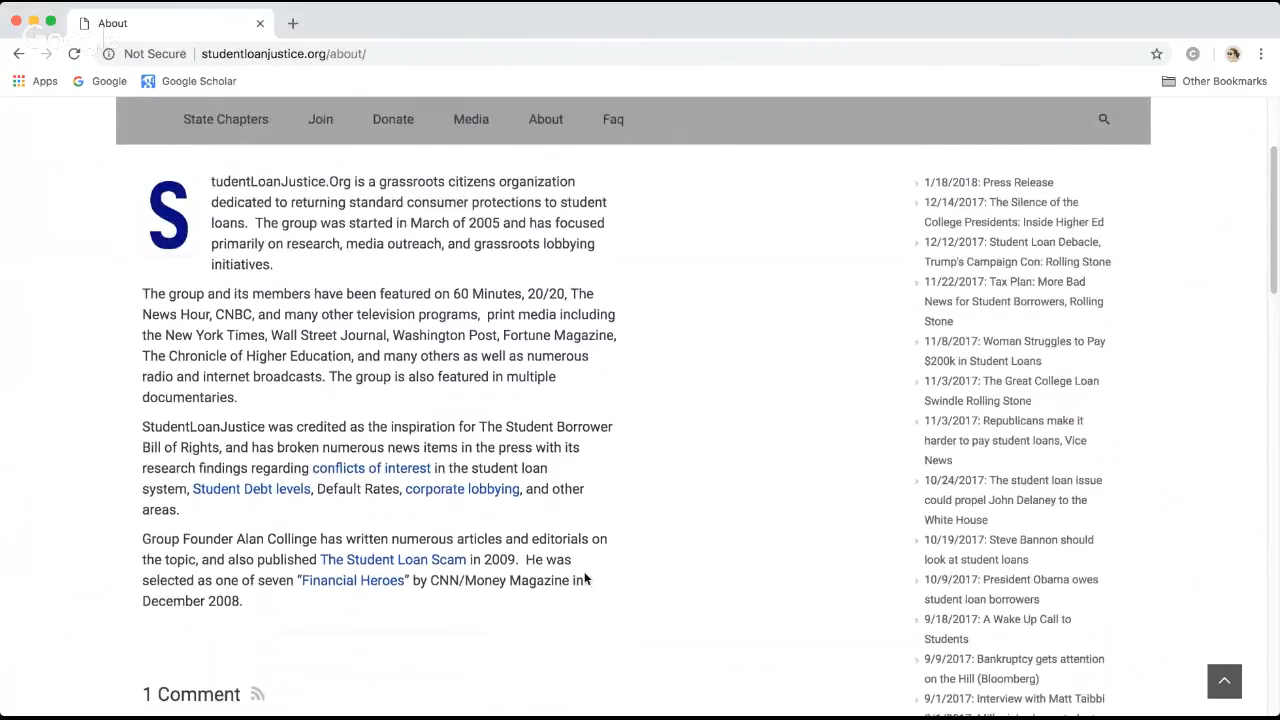 About
Not Secure studentloanjustice.org/about/
Apps Google Google Scholar Other Bookmarks
State Chapters Join Donate Media About Faq
StudentLoanJustice.Org is a grassroots citizens organization
dedicated to returning standard consumer protections to student
loans. The group was started in March of 2005 and has focused
primarily on research, media outreach, and grassroots lobbying
initiatives.
The group and its members have been featured on 60 Minutes, 20/20, The
News Hour, CNBC, and many other television programs, print media including
the New York Times, Wall Street Journal, Washington Post, Fortune Magazine,
The Chronicle of Higher Education, and many others as well as numerous
radio and internet broadcasts. The group is also featured in multiple
documentaries.
StudentLoanJustice was credited as the inspiration for The Student Borrower
Bill of Rights, and has broken numerous news items in the press with its
research findings regarding conflicts of interest in the student loan
system, Student Debt levels, Default Rates, corporate lobbying, and other
areas.
Group Founder Alan Collinge has written numerous articles and editorials on
the topic, and also published The Student Loan Scam in 2009. He was
selected as one of seven “Financial Heroes” by CNN/Money Magazine in
December 2008.
1 Comment
1/18/2018: Press Release
12/14/2017: The Silence of the
College Presidents: Inside Higher Ed
12/12/2017: Student Loan Debacle,
Trump's Campaign Con: Rolling Stone
11/22/2017: Tax Plan: More Bad
News for Student Borrowers, Rolling
Stone
11/8/2017: Woman Struggles to Pay
$200k in Student Loans
11/3/2017: The Great College Loan
Swindle Rolling Stone
11/3/2017: Republicans make it
harder to pay student loans, Vice
News
10/24/2017: The student loan issue
could propel John Delaney to the
White House
10/19/2017: Steve Bannon should
look at student loans
10/9/2017: President Obama owes
student loan borrowers
9/18/2017: A Wake Up Call to
Students
9/9/2017: Bankruptcy gets attention
on the Hill (Bloomberg)
9/1/2017: Interview with Matt Taibbi